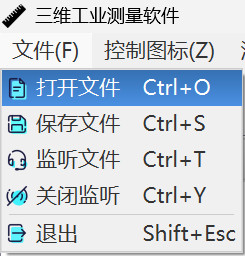 三维工业测量软件
文件(F) 控制图标(Z)
打开文件 Ctrl+O
保存文件 Ctrl+S
监听文件 Ctrl+T
关闭监听 Ctrl+Y
退出 Shift+Esc